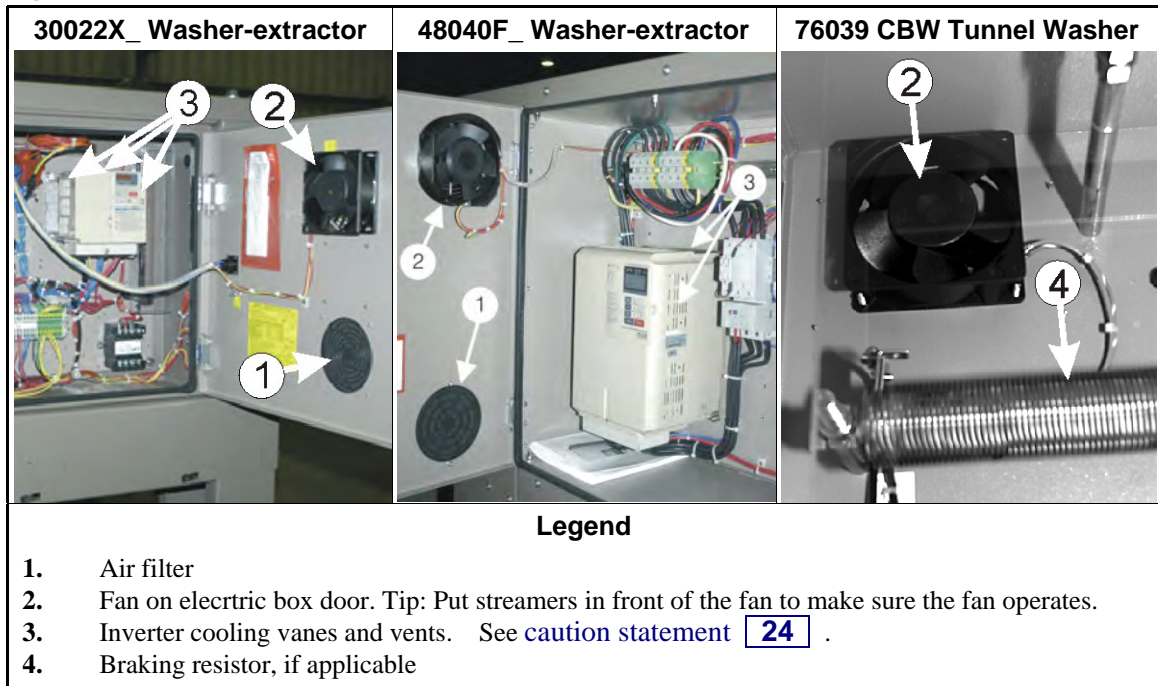 30022X_ Washer-extractor
48040F_ Washer-extractor
76039 CBW Tunnel Washer
3
2
1
3
2
1
2
4
Legend
1. Air filter
2. Fan on elecrtric box door. Tip: Put streamers in front of the fan to make sure the fan operates.
3. Inverter cooling vanes and vents. See caution statement 24 .
4. Braking resistor, if applicable